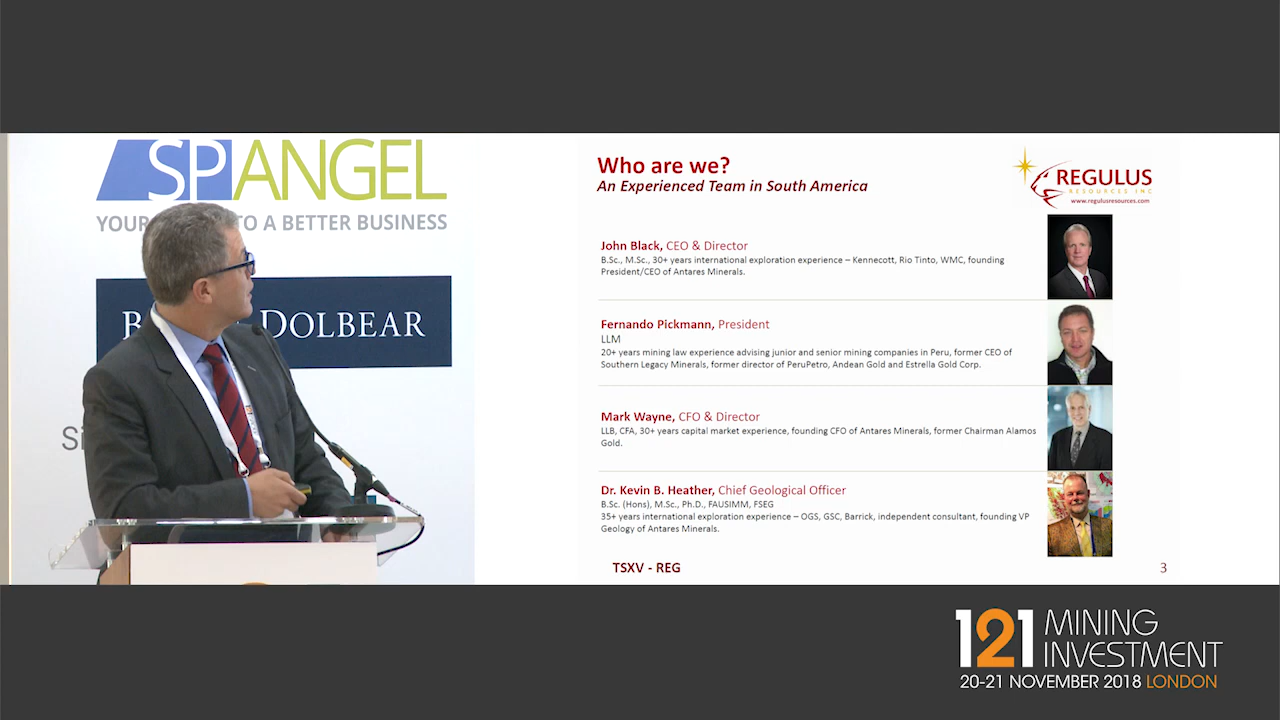 SPANGEL
YOUR TO A BETTER BUSINESS
B DOLBEAR
Who are we?
An Experienced Team in South America
REGULUS
RESOURCES INC
www.regulusresources.com
John Black, CEO & Director
B.Sc., M.Sc., 30+ years international exploration experience – Kennecott, Rio Tinto, WMC, founding
President/CEO of Antares Minerals.
Fernando Pickmann, President
LLM
20+ years mining law experience advising junior and senior mining companies in Peru, former CEO of
Southern Legacy Minerals, former director of PeruPetro, Andean Gold and Estrella Gold Corp.
Mark Wayne, CFO & Director
LLB, CFA, 30+ years capital market experience, founding CFO of Antares Minerals, former Chairman Alamos
Gold.
Dr. Kevin B. Heather, Chief Geological Officer
B.Sc. (Hons), M.Sc., Ph.D., FAUSIMM, FSEG
35+ years international exploration experience – OGS, GSC, Barrick, independent consultant, founding VP
Geology of Antares Minerals.
TSXV - REG
3
121 MINING
INVESTMENT
20-21 NOVEMBER 2018 LONDON